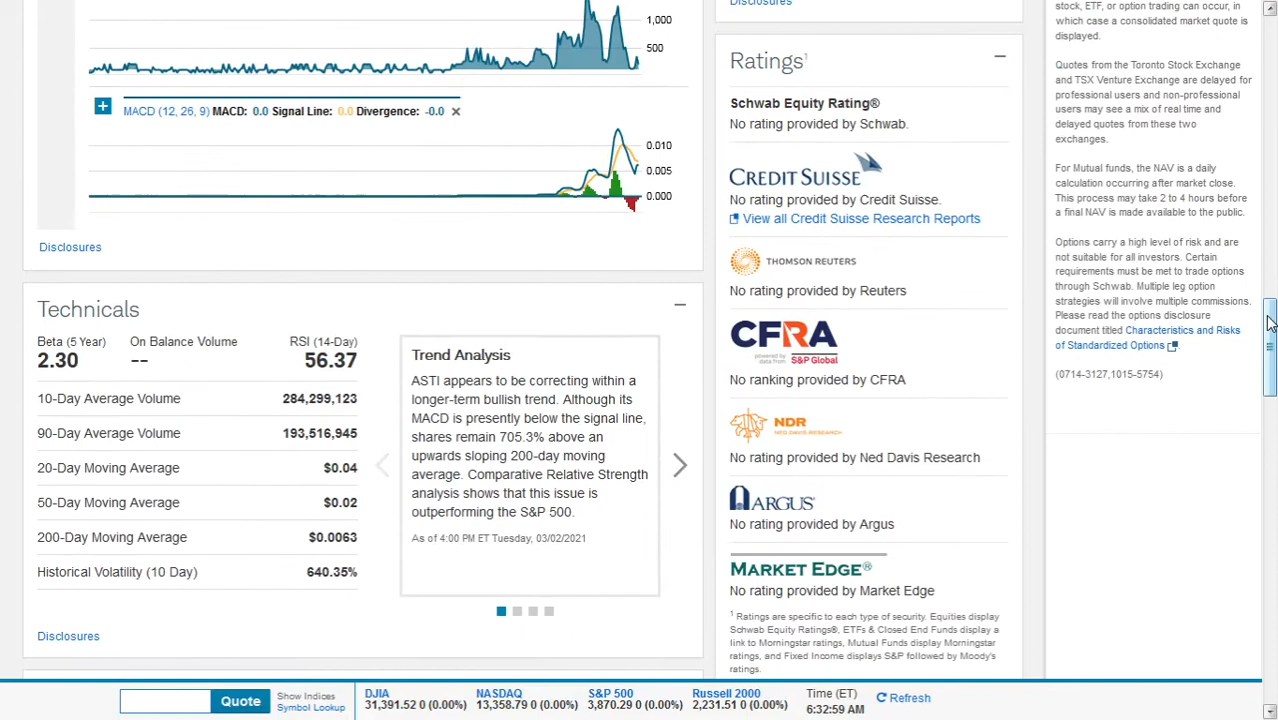 1,000
500
MACD (12, 26, 9) MACD: 0.0 Signal Line: 0.0 Divergence: -0.0
0.010
0.005
0.000
Disclosures
Technicals
Beta (5 Year) On Balance Volume RSI (14-Day)
2.30 -- 56.37
10-Day Average Volume 284,299,123
90-Day Average Volume 193,516,945
20-Day Moving Average $0.04
50-Day Moving Average $0.02
200-Day Moving Average $0.0063
Historical Volatility (10 Day) 640.35%
Disclosures
Trend Analysis
ASTI appears to be correcting within a
longer-term bullish trend. Although its
MACD is presently below the signal line,
shares remain 705.3% above an
upwards sloping 200-day moving
average. Comparative Relative Strength
analysis shows that this issue is
outperforming the S&P 500.
As of 4:00 PM ET Tuesday, 03/02/2021
Disclosures
Ratings¹
Schwab Equity Rating®
No rating provided by Schwab.
CREDIT SUISSE
No rating provided by Credit Suisse.
View all Credit Suisse Research Reports
THOMSON REUTERS
No rating provided by Reuters
CFRA
powered by
data from S&P Global
No ranking provided by CFRA
NDR
NED DAVIS RESEARCH
No rating provided by Ned Davis Research
ARGUS
No rating provided by Argus
MARKET EDGE®
No rating provided by Market Edge
¹ Ratings are specific to each type of security. Equities display
Schwab Equity Ratings®, ETFs & Closed End Funds display a
link to Morningstar ratings, Mutual Funds display Morningstar
ratings, and Fixed Income displays S&P followed by Moody's
ratings.
stock, ETF, or option trading can occur, in
which case a consolidated market quote is
displayed.
Quotes from the Toronto Stock Exchange
and TSX Venture Exchange are delayed for
professional users and non-professional
users may see a mix of real time and
delayed quotes from these two
exchanges.
For Mutual funds, the NAV is a daily
calculation occurring after market close.
This process may take 2 to 4 hours before
a final NAV is made available to the public.
Options carry a high level of risk and are
not suitable for all investors. Certain
requirements must be met to trade options
through Schwab. Multiple leg option
strategies will involve multiple commissions.
Please read the options disclosure
document titled Characteristics and Risks
of Standardized Options.
(0714-3127,1015-5754)
Quote
Show Indices
Symbol Lookup
DJIA
31,391.52 0 (0.00%)
NASDAQ
13,358.79 0 (0.00%)
S&P 500
3,870.29 0 (0.00%)
Russell 2000
2,231.51 0 (0.00%)
Time (ET)
6:32:59 AM
Refresh